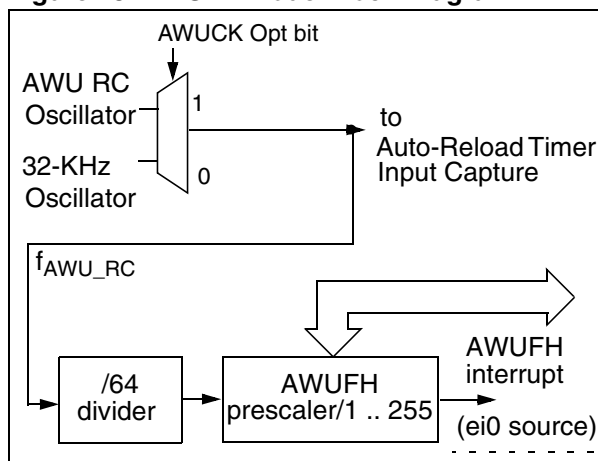 AWUCK Opt bit
AWU RC
Oscillator
1
32-KHz
Oscillator
0
to
Auto-Reload Timer
Input Capture
fAWU_RC
/64
divider
AWUFH
prescaler/1 .. 255
AWUFH
interrupt
(ei0 source)